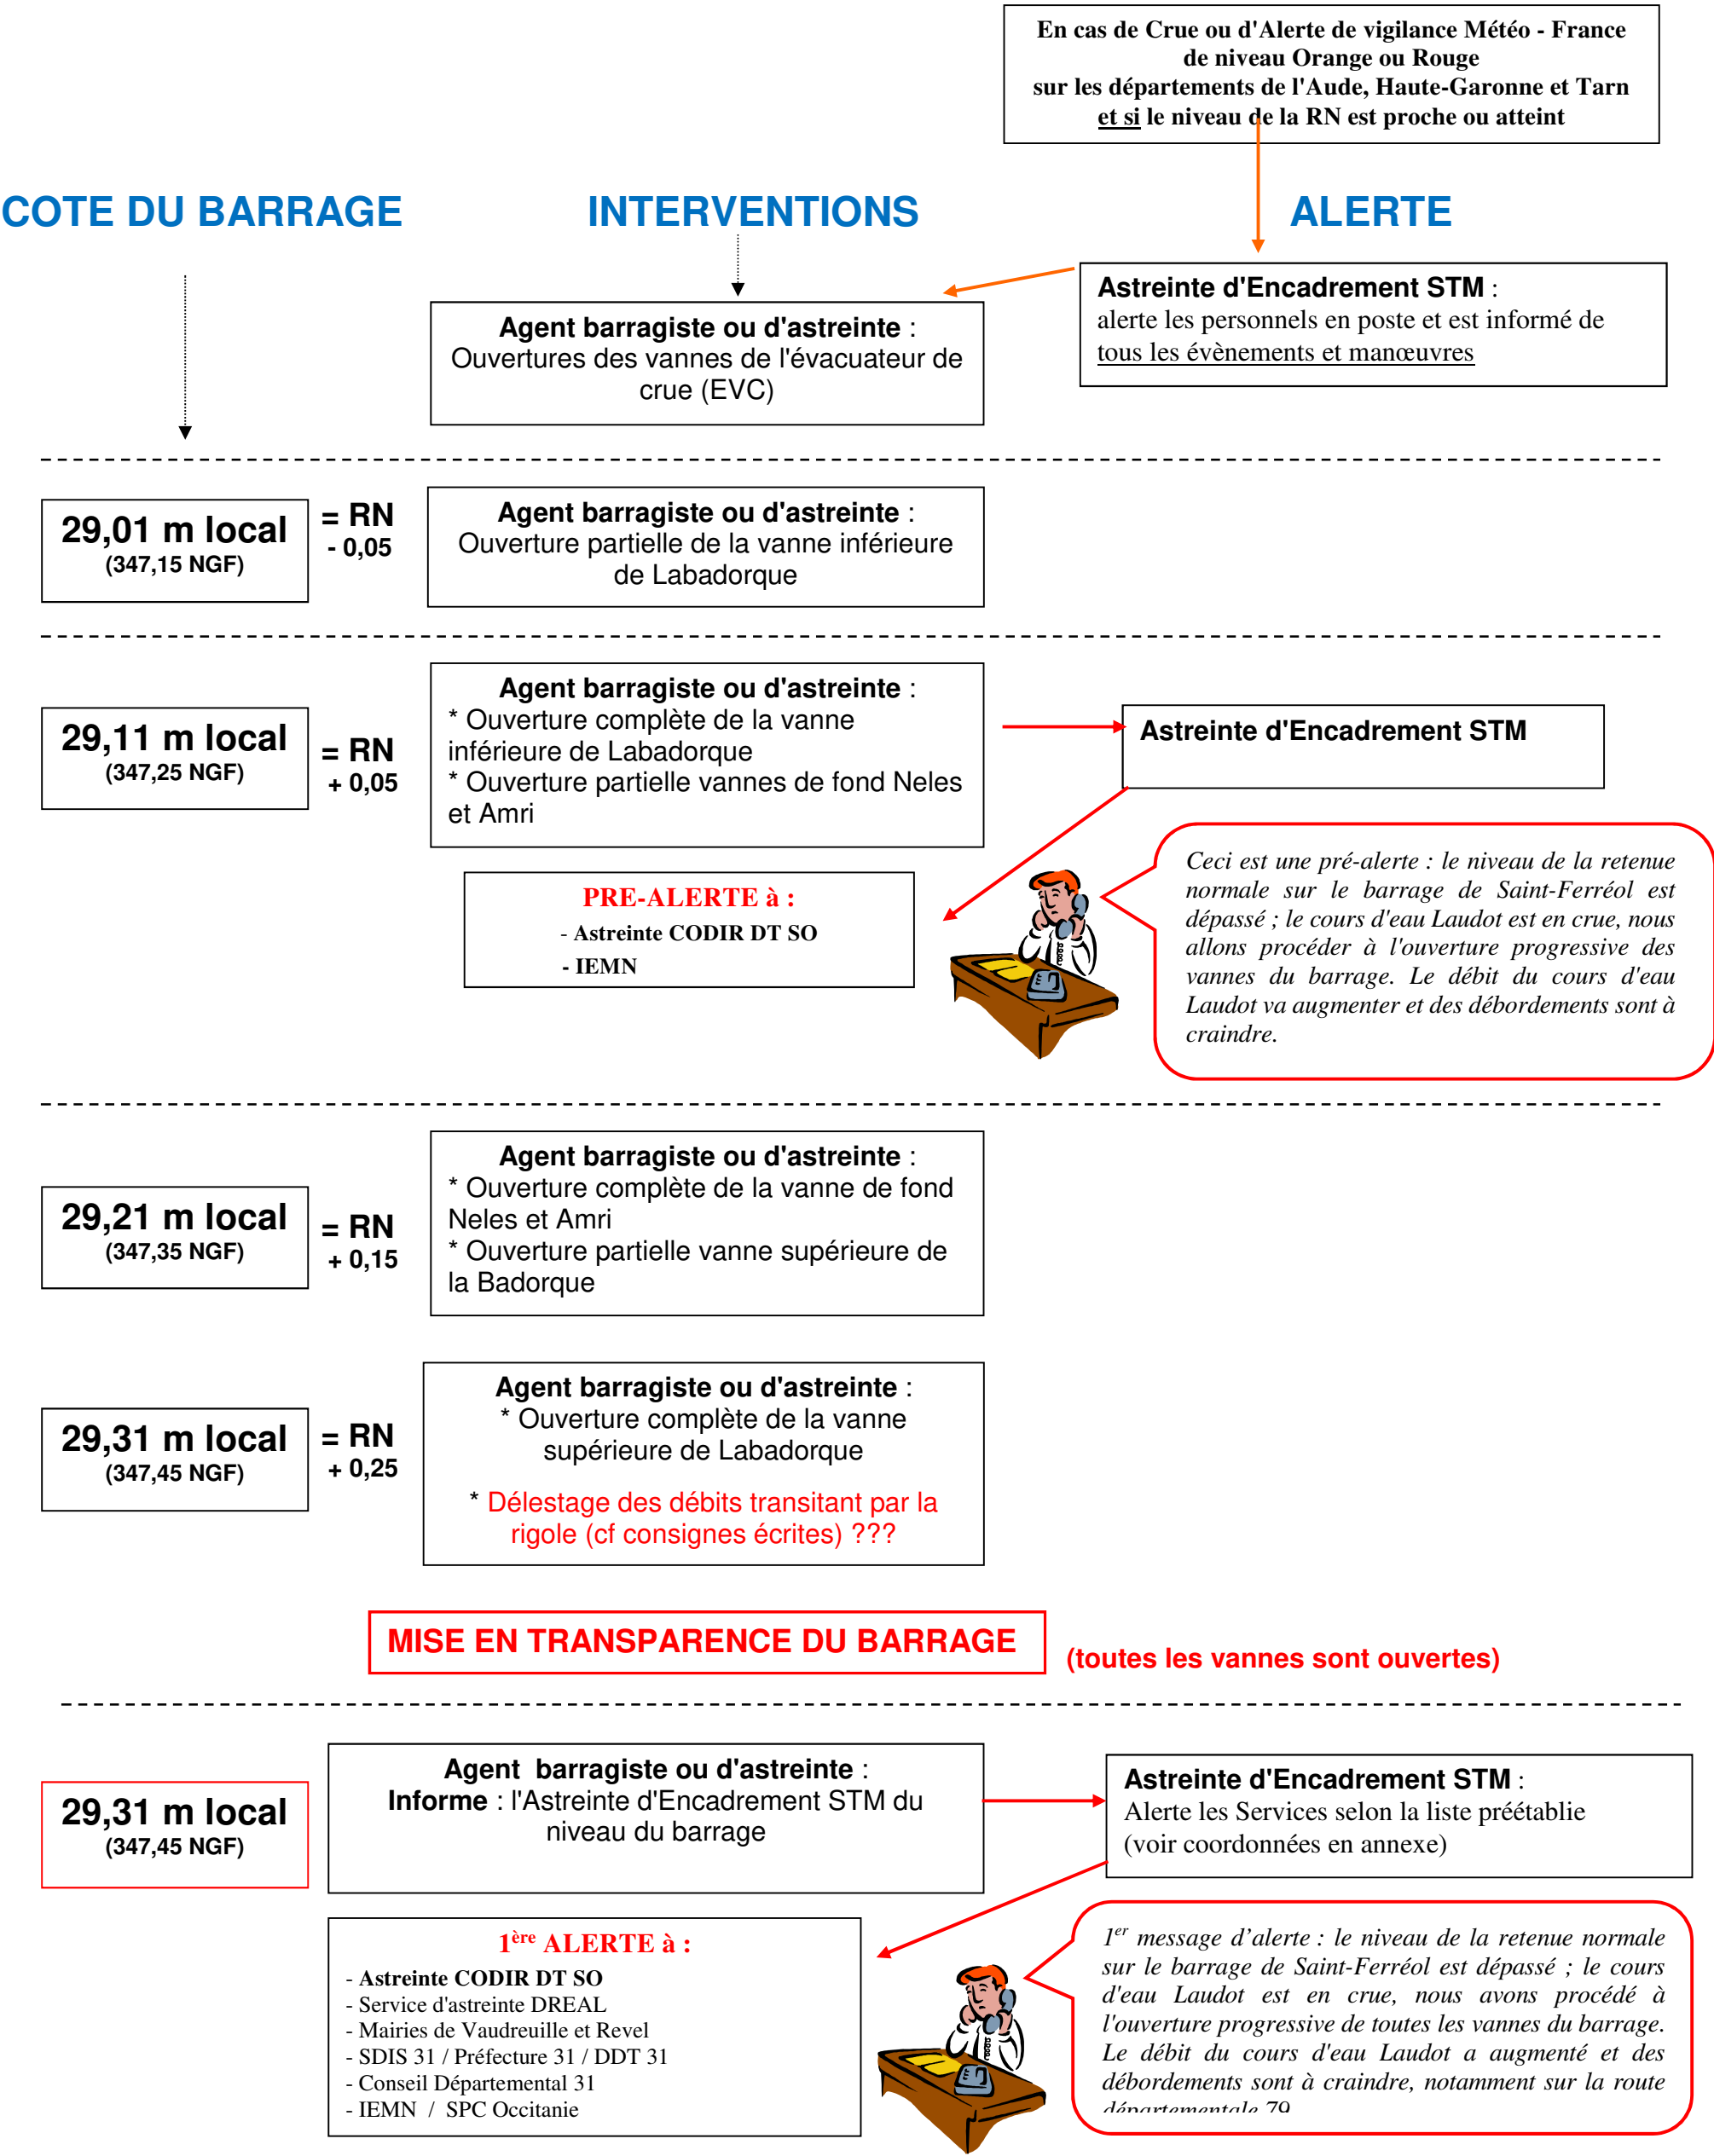 En cas de Crue ou d'Alerte de vigilance Météo - France
de niveau Orange ou Rouge
sur les départements de l'Aude, Haute-Garonne et Tarn
et si le niveau de la RN est proche ou atteint
COTE DU BARRAGE
INTERVENTIONS
ALERTE
Astreinte d'Encadrement STM :
alerte les personnels en poste et est informé de
tous les évènements et manœuvres
Agent barragiste ou d'astreinte :
Ouvertures des vannes de l'évacuateur de
crue (EVC)
29,01 m local
(347,15 NGF)
= RN
- 0,05
Agent barragiste ou d'astreinte :
Ouverture partielle de la vanne inférieure
de Labadorque
29,11 m local
(347,25 NGF)
= RN
+ 0,05
Agent barragiste ou d'astreinte :
* Ouverture complète de la vanne
inférieure de Labadorque
* Ouverture partielle vannes de fond Neles
et Amri
Astreinte d'Encadrement STM
PRE-ALERTE à :
- Astreinte CODIR DT SO
- IEMN
Ceci est une pré-alerte : le niveau de la retenue
normale sur le barrage de Saint-Ferréol est
dépassé ; le cours d'eau Laudot est en crue, nous
allons procéder à l'ouverture progressive des
vannes du barrage. Le débit du cours d'eau
Laudot va augmenter et des débordements sont à
craindre.
29,21 m local
(347,35 NGF)
= RN
+ 0,15
Agent barragiste ou d'astreinte :
* Ouverture complète de la vanne de fond
Neles et Amri
* Ouverture partielle vanne supérieure de
la Badorque
29,31 m local
(347,45 NGF)
= RN
+ 0,25
Agent barragiste ou d'astreinte :
* Ouverture complète de la vanne
supérieure de Labadorque
* Délestage des débits transitant par la
rigole (cf consignes écrites) ???
MISE EN TRANSPARENCE DU BARRAGE
(toutes les vannes sont ouvertes)
29,31 m local
(347,45 NGF)
Agent barragiste ou d'astreinte :
Informe : l'Astreinte d'Encadrement STM du
niveau du barrage
Astreinte d'Encadrement STM :
Alerte les Services selon la liste préétablie
(voir coordonnées en annexe)
1ère ALERTE à :
- Astreinte CODIR DT SO
- Service d'astreinte DREAL
- Mairies de Vaudreuille et Revel
- SDIS 31 / Préfecture 31 / DDT 31
- Conseil Départemental 31
- IEMN / SPC Occitanie
1er message d’alerte : le niveau de la retenue normale
sur le barrage de Saint-Ferréol est dépassé ; le cours
d'eau Laudot est en crue, nous avons procédé à
l'ouverture progressive de toutes les vannes du barrage.
Le débit du cours d'eau Laudot a augmenté et des
débordements sont à craindre, notamment sur la route
départementale 79